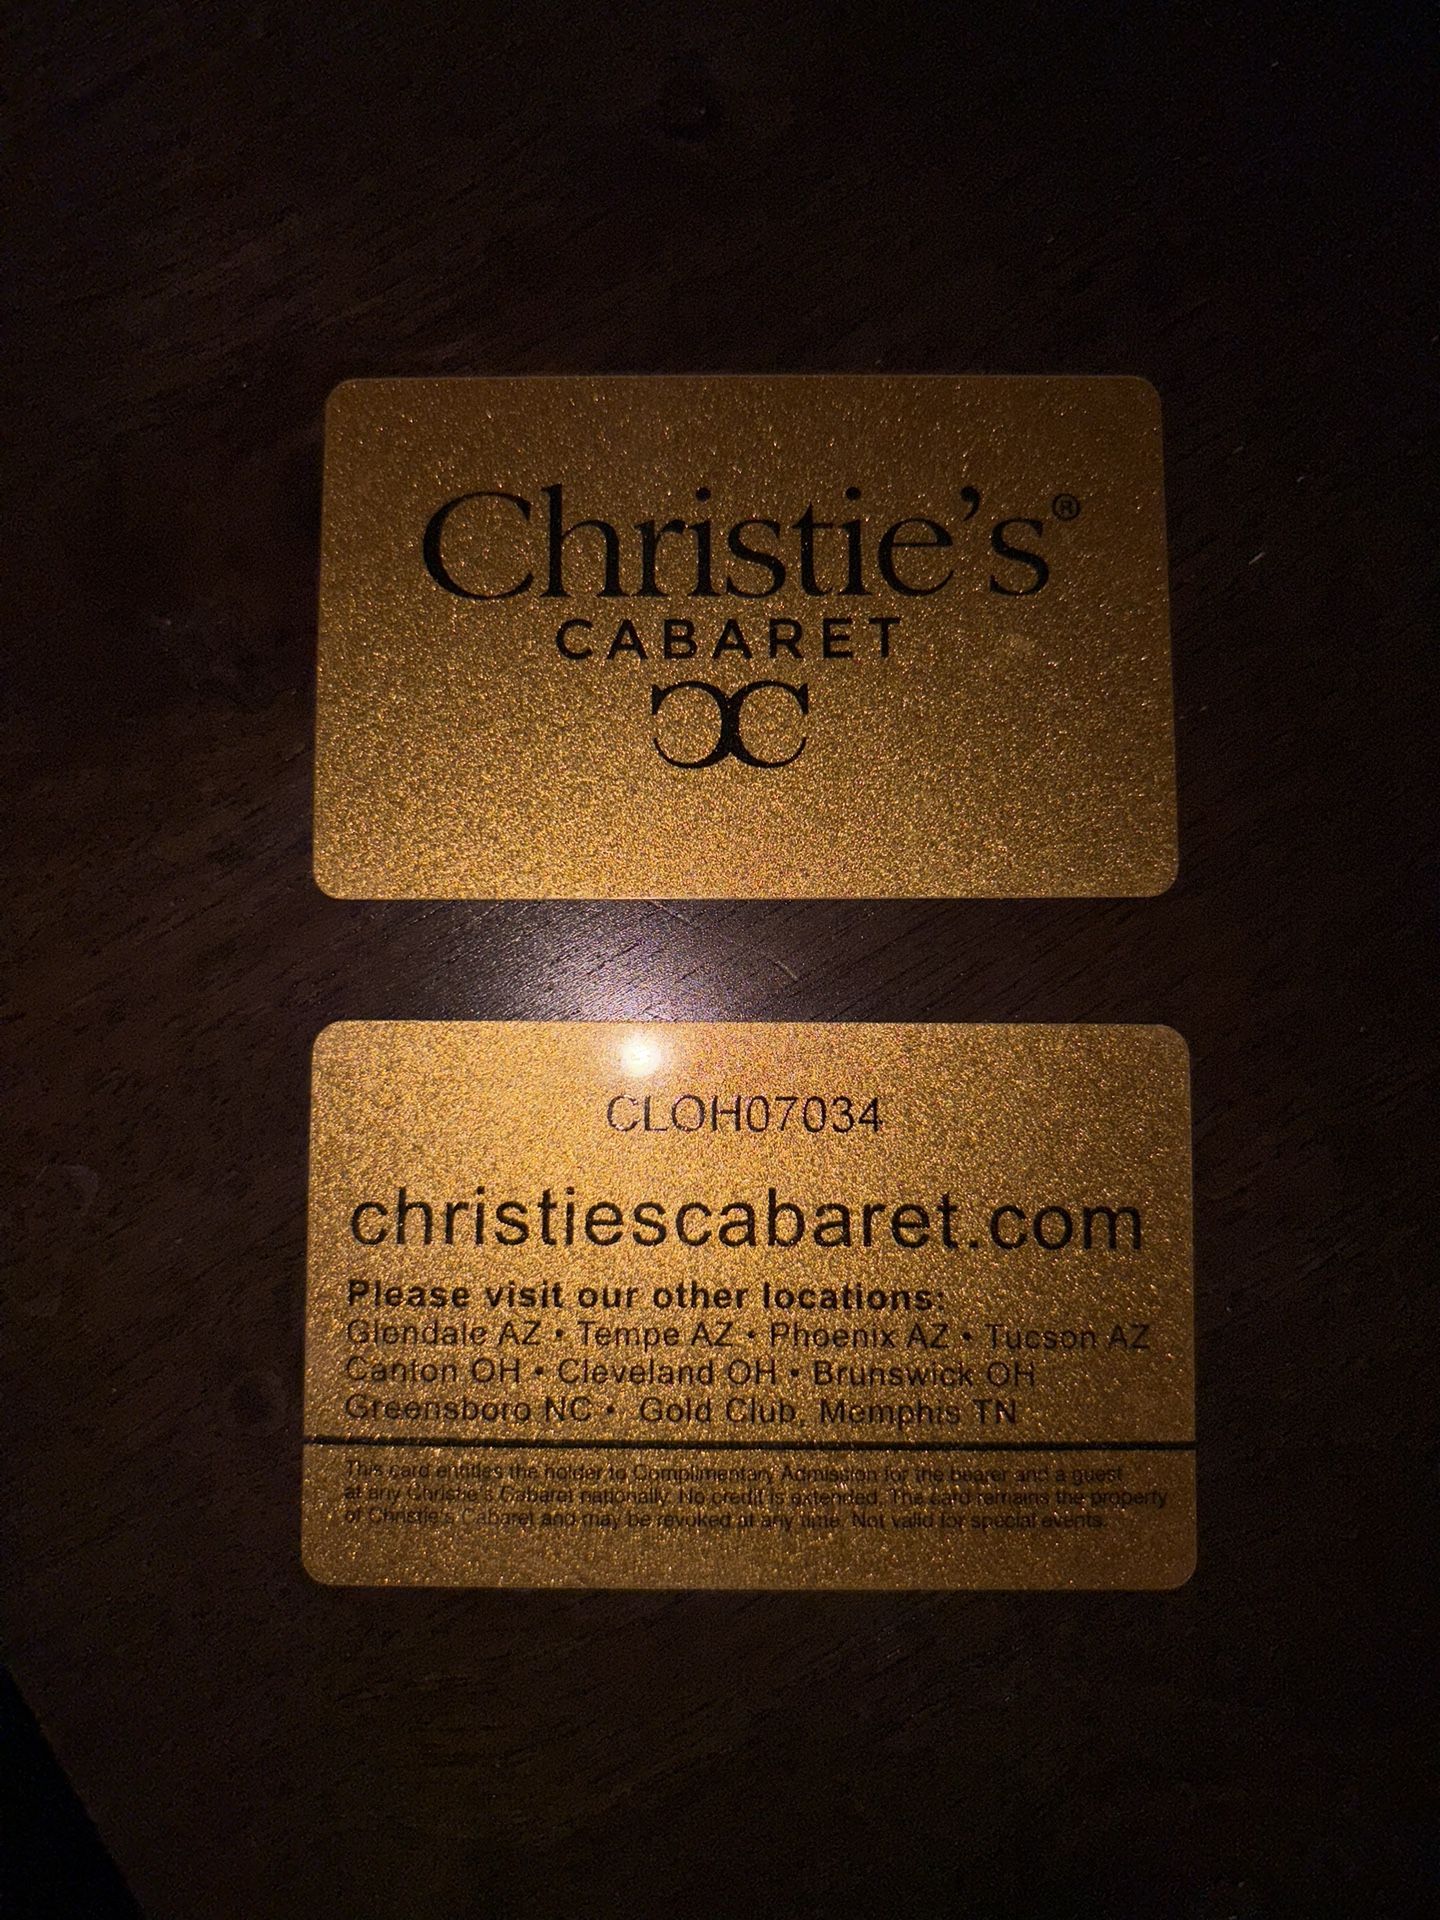 Christie's®
CABARET
CC
CLOH07034
christiescabaret.com
Please visit our other locations:
Glendale AZ • Tempe AZ • Phoenix AZ • Tucson AZ
Canton OH • Cleveland OH • Brunswick OH
Greensboro NC • Gold Club, Memphis TN
This card entitles the holder to Complimentary Admission for the bearer and a guest
at any Christie's Cabaret nationally. No credit is extended. The card remains the property
of Christie's Cabaret and may be revoked at any time. Not valid for special events.